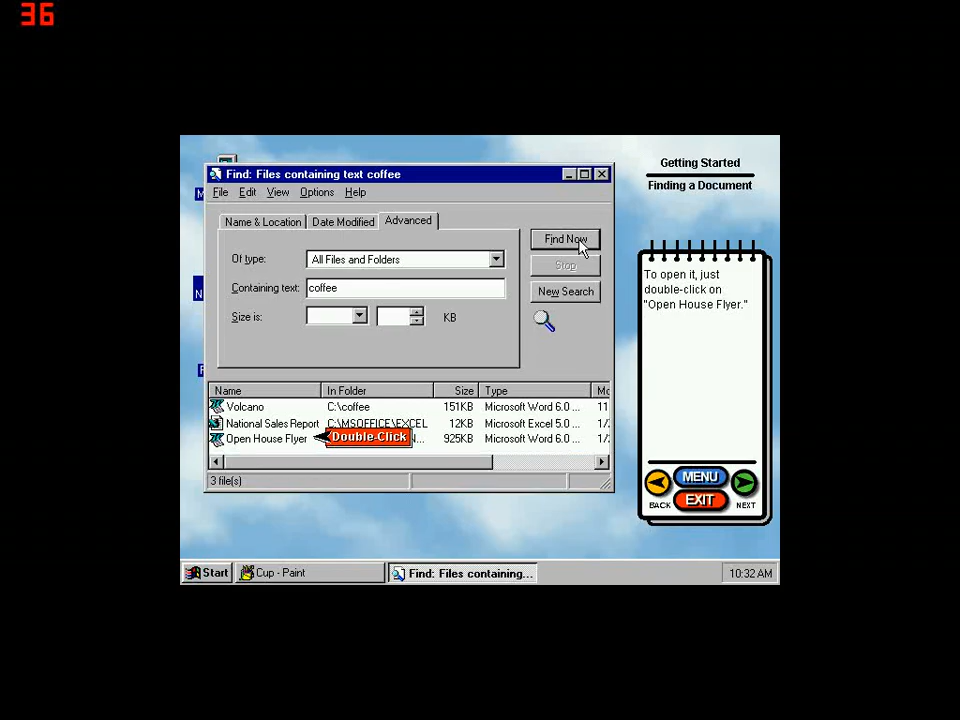 36
Getting Started
Finding a Document
Find: Files containing text coffee
File Edit View Options Help
Name & Location Date Modified Advanced
Of type: All Files and Folders
Containing text: coffee
Size is: KB
Find Now
Stop
New Search
To open it, just
double-click on
"Open House Flyer."
Name In Folder Size Type Mo
Volcano C:\coffee 151KB Microsoft Word 6.0 ... 11
National Sales Report C:\MSOFFICE\EXCEL 12KB Microsoft Excel 5.0 ... 1/
Open House Flyer Double-Click N... 925KB Microsoft Word 6.0 ... 1/
3 file(s)
MENU
EXIT
BACK NEXT
Start Cup - Paint Find: Files containing... 10:32 AM